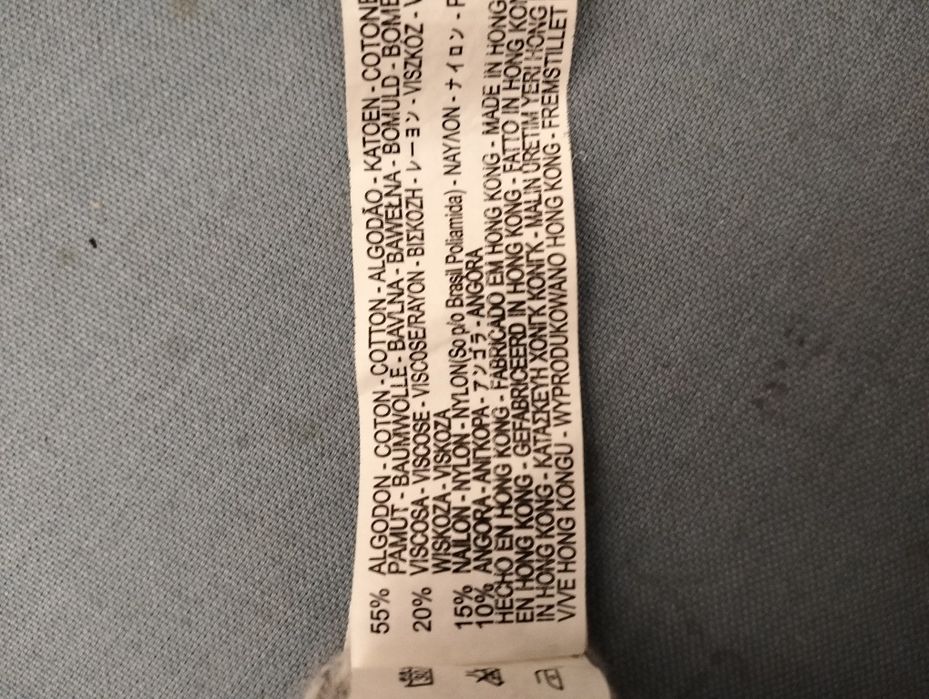 55% ALGODON - COTON - COTTON - ALGODÃO - KATOEN - COTONE
PAMUT - BAUMWOLLE - BAVLNA - BAWEŁNA - BOMULD - BOME
20% VISCOSA - VISCOSE - VISCOSE/RAYON - ΒΙΣΚΟΖΗ - レーヨン - VISZKÓZ - V
WISKOZA - VISKOZA
15% NAILON - NYLON - NYLON(So p/o Brasil Poliamida) - ΝΑΥΛΟΝ - ナイロン - P
10% ANGORA - ΑΝΓΚΟΡΑ - アンゴラ - ANGORA
HECHO EN HONG KONG - FABRICADO EM HONG KONG - MADE IN HONG
EN HONG KONG - GEFABRICEERD IN HONG KONG - FATTO IN HONG KON
IN HONG KONG - ΚΑΤΑΣΚΕΥΗ ΧΟΝΓΚ ΚΟΝΓΚ - MALIN ÜRETIM YERI HONG
V/VE HONG KONGU - WYPRODUKOWANO HONG KONG - FREMSTILLET